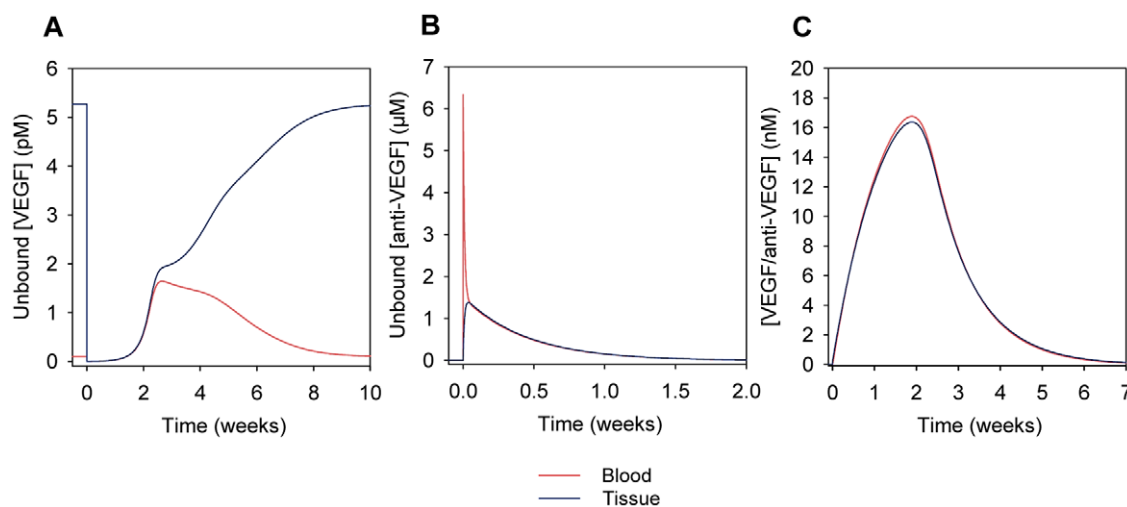 A
Unbound [VEGF] (pM)
6
5
4
3
2
1
0
0 2 4 6 8 10
Time (weeks)
B
Unbound [anti-VEGF] (µM)
7
6
5
4
3
2
1
0
0.0 0.5 1.0 1.5 2.0
Time (weeks)
C
[VEGF/anti-VEGF] (nM)
20
18
16
14
12
10
8
6
4
2
0
0 1 2 3 4 5 6 7
Time (weeks)
Blood
Tissue